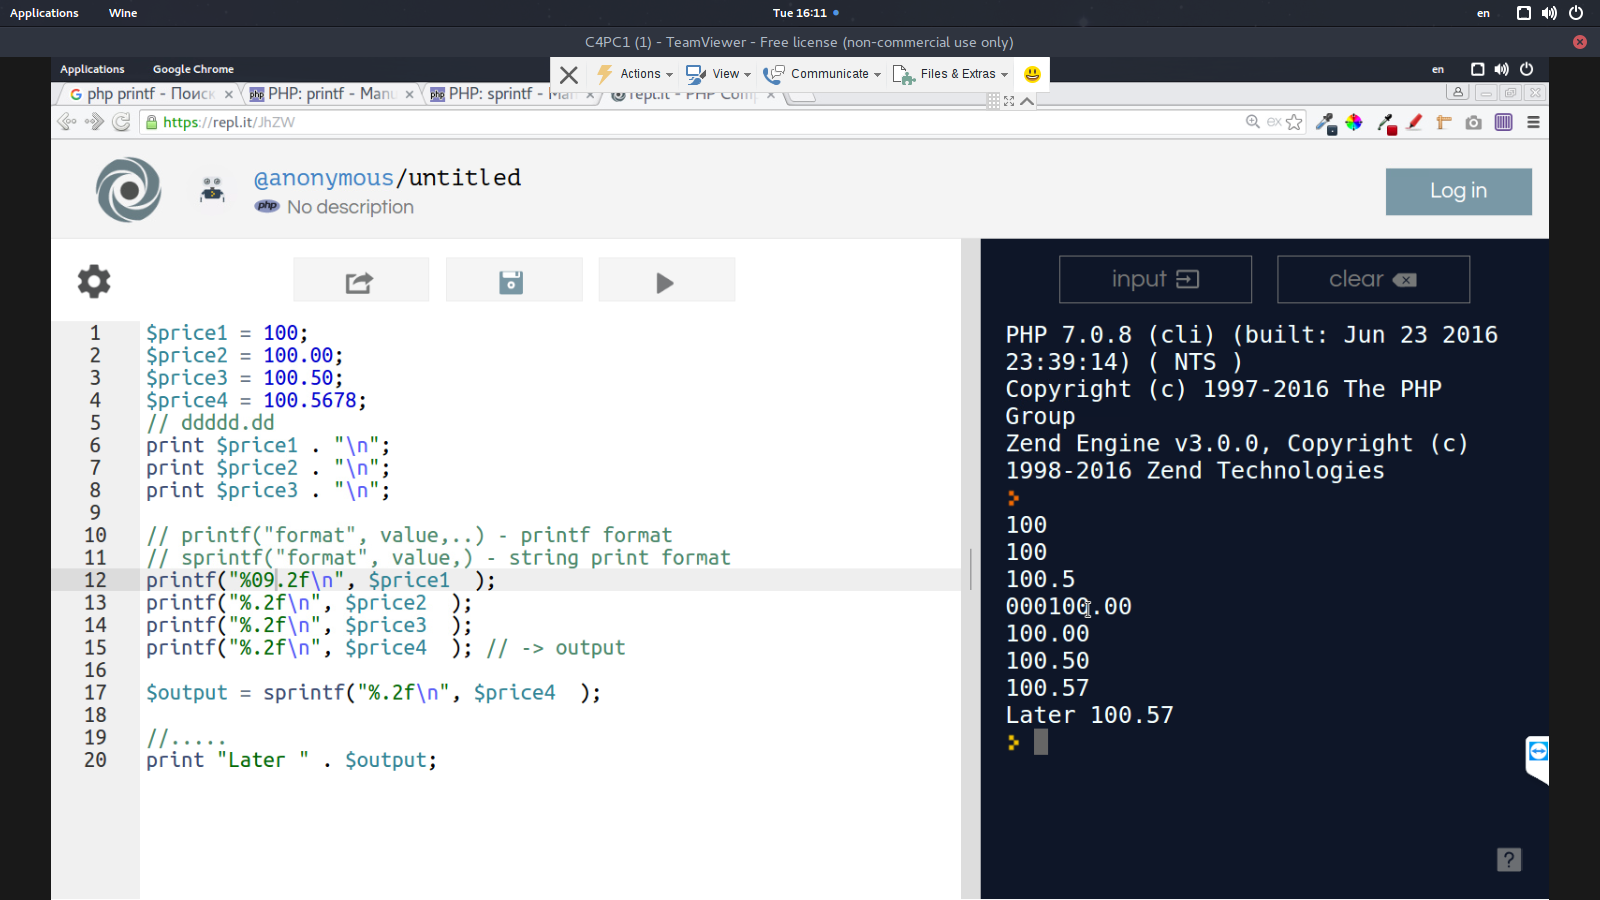 Applications Wine Tue 16:11 en
C4PC1 (1) - TeamViewer - Free license (non-commercial use only)
Applications Google Chrome en
Actions View Communicate Files & Extras
php printf - Поиск PHP: printf - Manu PHP: sprintf - Ma repl.it - PHP Com
https://repl.it/JhZW
@anonymous/untitled
php No description
Log in
input clear
1 $price1 = 100;
2 $price2 = 100.00;
3 $price3 = 100.50;
4 $price4 = 100.5678;
5 // ddddd.dd
6 print $price1 . "\n";
7 print $price2 . "\n";
8 print $price3 . "\n";
9
10 // printf("format", value,..) - printf format
11 // sprintf("format", value,) - string print format
12 printf("%09.2f\n", $price1  );
13 printf("%.2f\n", $price2  );
14 printf("%.2f\n", $price3  );
15 printf("%.2f\n", $price4  ); // -> output
16
17 $output = sprintf("%.2f\n", $price4  );
18
19 //.....
20 print "Later " . $output;
PHP 7.0.8 (cli) (built: Jun 23 2016
23:39:14) ( NTS )
Copyright (c) 1997-2016 The PHP
Group
Zend Engine v3.0.0, Copyright (c)
1998-2016 Zend Technologies
100
100
100.5
000100.00
100.00
100.50
100.57
Later 100.57
?